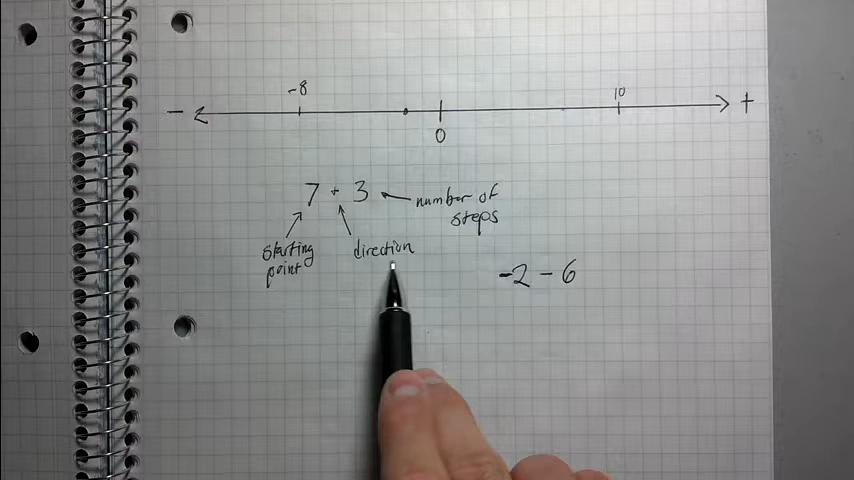 -8
10
- +
0
7 + 3
number of
steps
starting
point
direction
-2 - 6